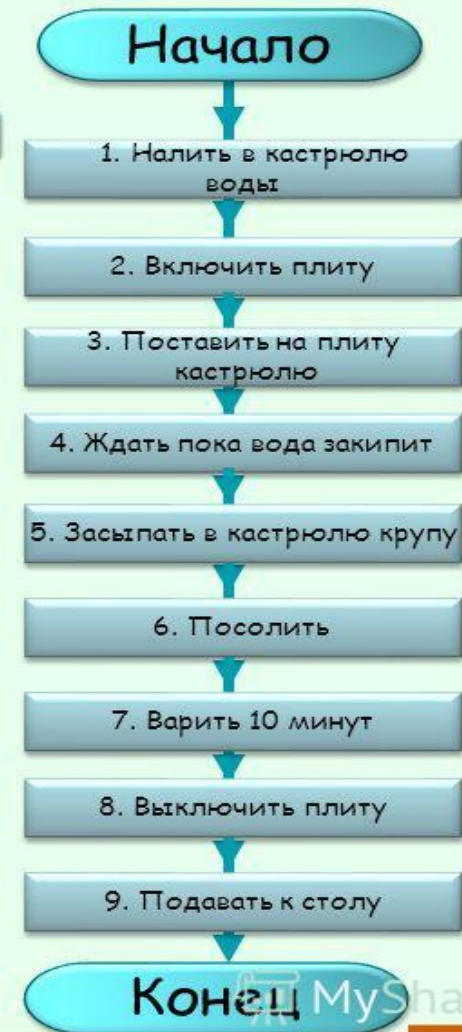 Начало
1. Налить в кастрюлю
воды
2. Включить плиту
3. Поставить на плиту
кастрюлю
4. Ждать пока вода закипит
5. Засыпать в кастрюлю крупу
6. Посолить
7. Варить 10 минут
8. Выключить плиту
9. Подавать к столу
Конец